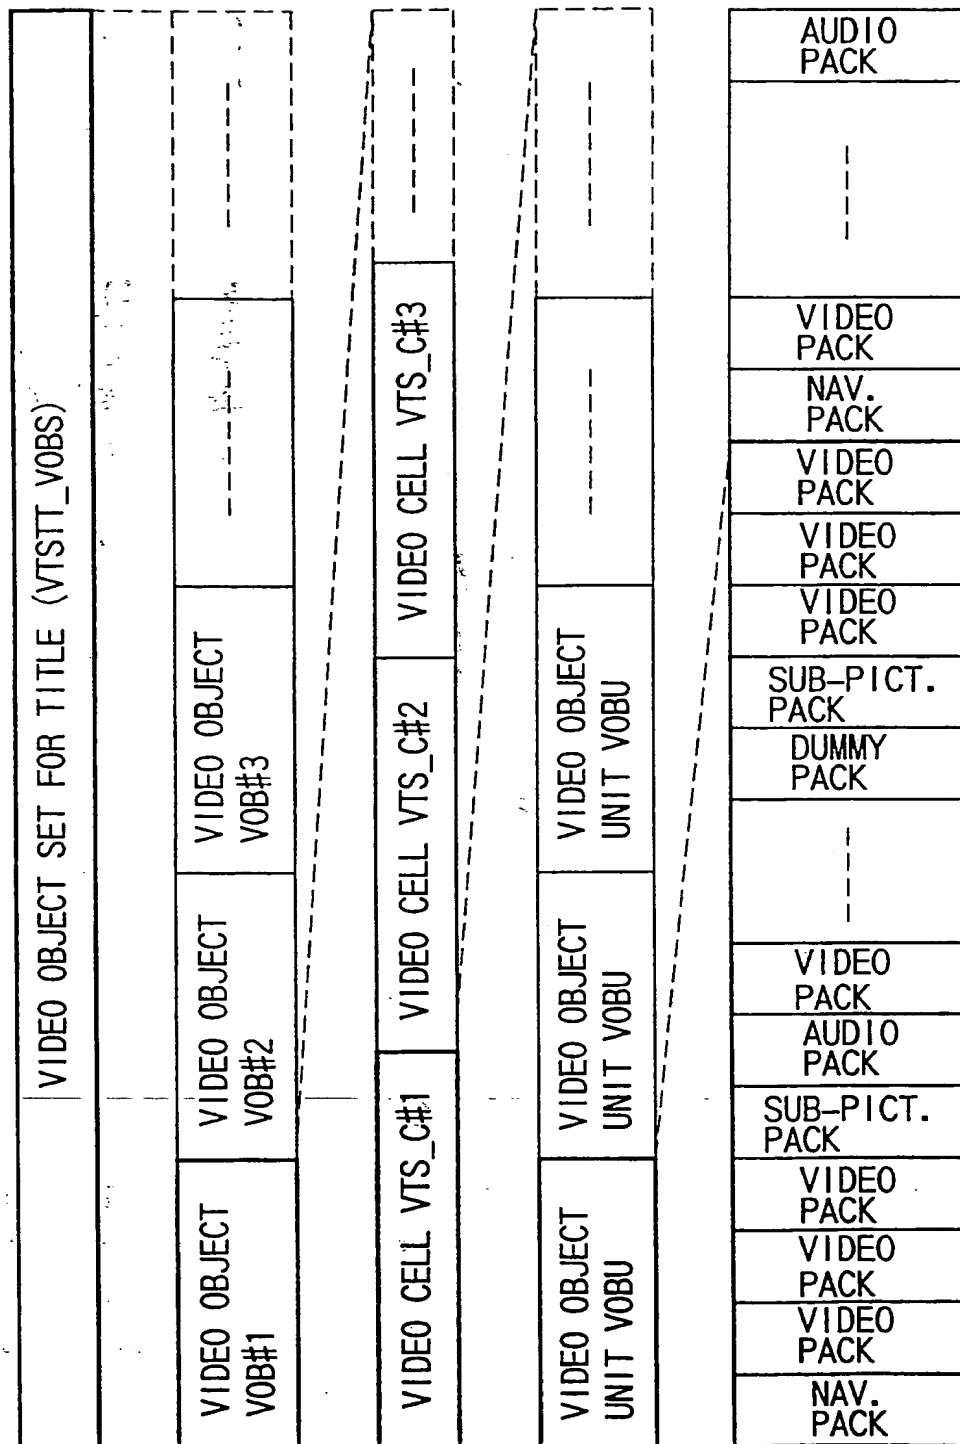 VIDEO OBJECT SET FOR TITLE (VTSTT_VOBS)
VIDEO OBJECT
VOB#1
VIDEO OBJECT
VOB#2
VIDEO OBJECT
VOB#3
VIDEO CELL VTS_C#1
VIDEO CELL VTS_C#2
VIDEO CELL VTS_C#3
VIDEO OBJECT
UNIT VOBU
VIDEO OBJECT
UNIT VOBU
VIDEO OBJECT
UNIT VOBU
AUDIO
PACK
VIDEO
PACK
NAV.
PACK
VIDEO
PACK
VIDEO
PACK
VIDEO
PACK
SUB-PICT.
PACK
DUMMY
PACK
VIDEO
PACK
AUDIO
PACK
SUB-PICT.
PACK
VIDEO
PACK
VIDEO
PACK
VIDEO
PACK
NAV.
PACK